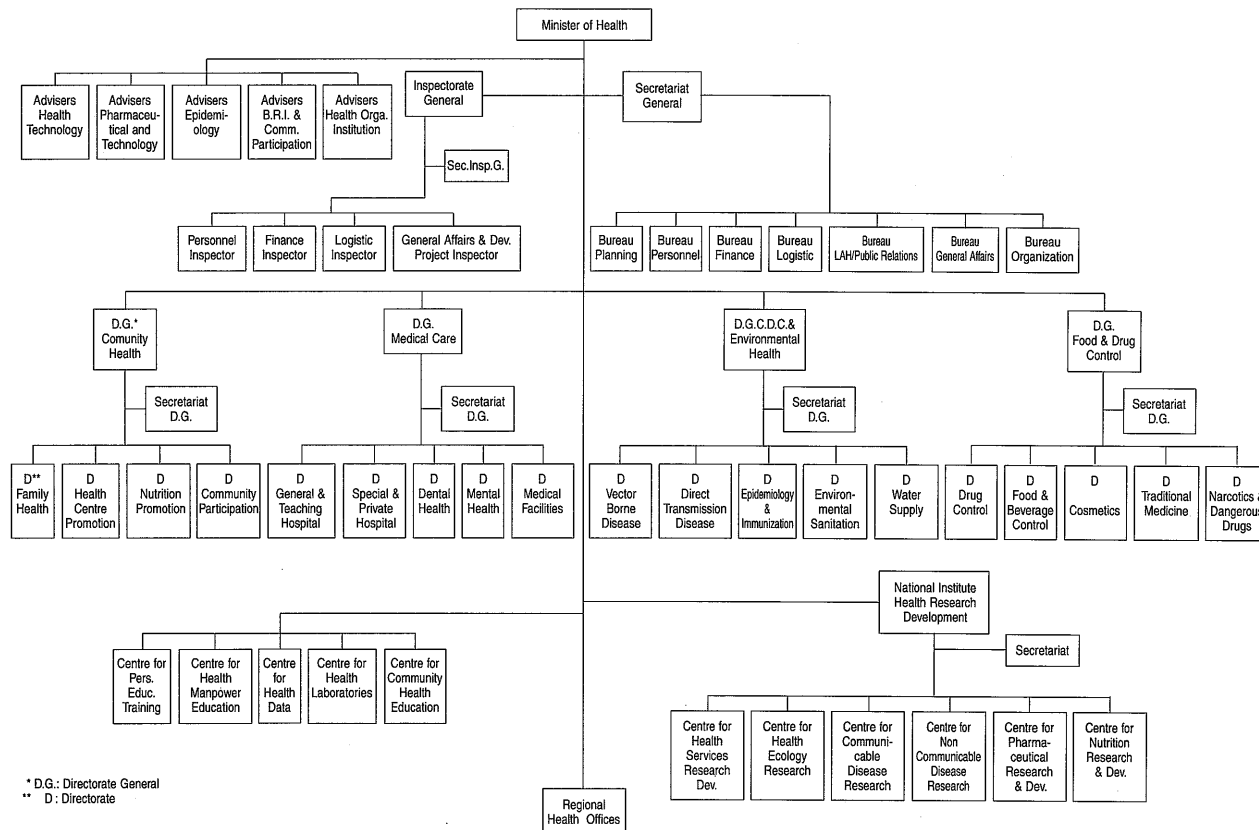 Minister of Health
Advisers
Health
Technology
Advisers
Pharmaceu-
tical and
Technology
Advisers
Epidemi-
ology
Advisers
B.R.I. &
Comm.
Participation
Advisers
Health Orga.
Institution
Inspectorate
General
Secretariat
General
Sec.Insp.G.
Personnel
Inspector
Finance
Inspector
Logistic
Inspector
General Affairs & Dev.
Project Inspector
Bureau
Planning
Bureau
Personnel
Bureau
Finance
Bureau
Logistic
Bureau
LAH/Public Relations
Bureau
General Affairs
Bureau
Organization
D.G.*
Comunity
Health
D.G.
Medical Care
D.G.C.D.C.&
Environmental
Health
D.G.
Food & Drug
Control
Secretariat
D.G.
Secretariat
D.G.
Secretariat
D.G.
Secretariat
D.G.
D**
Family
Health
D
Health
Centre
Promotion
D
Nutrition
Promotion
D
Community
Participation
D
General &
Teaching
Hospital
D
Special &
Private
Hospital
D
Dental
Health
D
Mental
Health
D
Medical
Facilities
D
Vector
Borne
Disease
D
Direct
Transmission
Disease
D
Epidemiology
&
Immunization
D
Environ-
mental
Sanitation
D
Water
Supply
D
Drug
Control
D
Food &
Beverage
Control
D
Cosmetics
D
Traditional
Medicine
D
Narcotics &
Dangerous
Drugs
National Institute
Health Research
Development
Secretariat
Centre for
Pers.
Educ.
Training
Centre for
Health
Manpower
Education
Centre
for
Health
Data
Centre for
Health
Laboratories
Centre for
Community
Health
Education
Centre for
Health
Services
Research
Dev.
Centre for
Health
Ecology
Research
Centre for
Communi-
cable
Disease
Research
Centre for
Non
Communicable
Disease
Research
Centre for
Pharma-
ceutical
Research
& Dev.
Centre for
Nutrition
Research
& Dev.
* D.G.: Directorate General
** D : Directorate
Regional
Health Offices